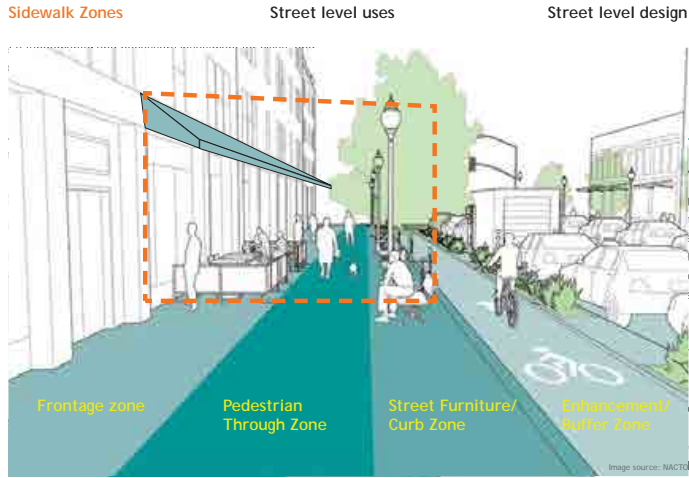 Sidewalk Zones
Street level uses
Street level design
Frontage zone
Pedestrian
Through Zone
Street Furniture/
Curb Zone
Enhancement/
Buffer Zone
Image source: NACTO